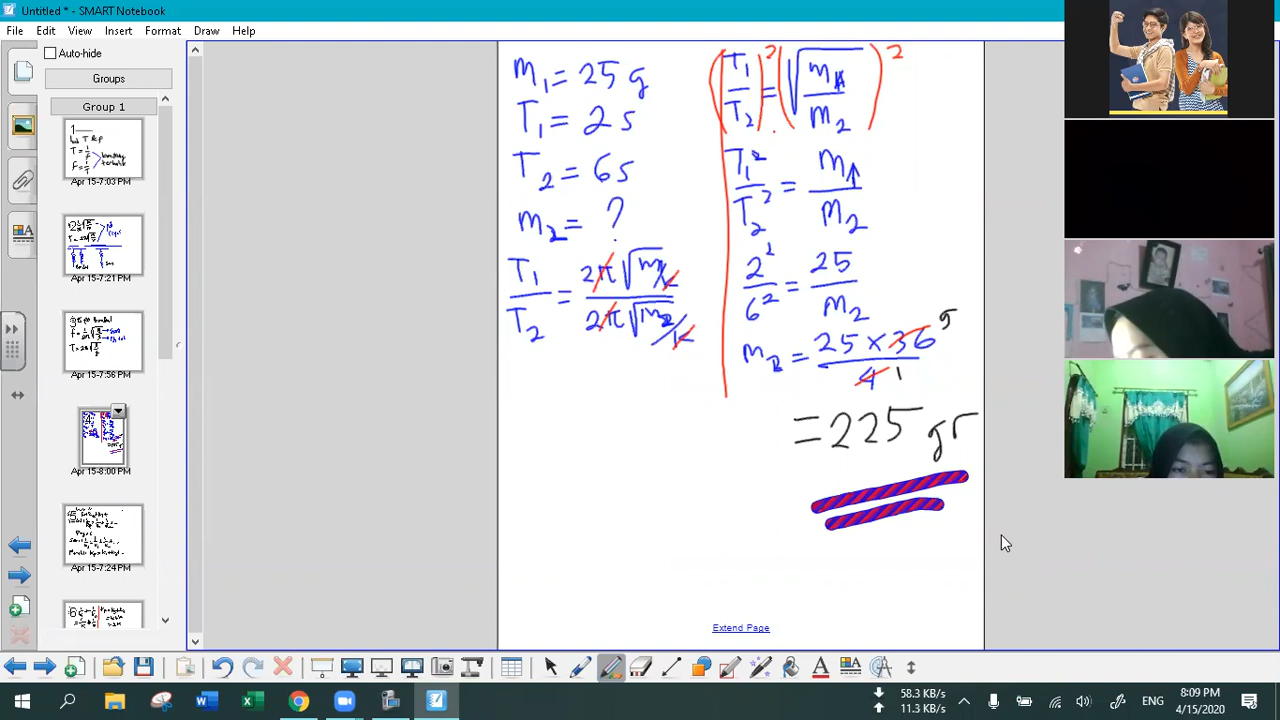 Untitled * - SMART Notebook
File Edit View Insert Format Draw Help
Auto-hide
Groups
Group 1
Apr 15-7:03 PM
Apr 15-7:21 PM
Apr 15-7:56 PM
Apr 15-8:00 PM
Apr 15-7:24 PM
m₁ = 25 g
T₁ = 2 s
T₂ = 6 s
m₂ = ?
T₁/T₂ = 2π√m₁/k / 2π√m₂/k
(T₁/T₂)² = (√m₁/m₂)²
T₁²/T₂² = m₁/m₂
2²/6² = 25/m₂
m₂ = 25 x 36 9 / 4 1
= 225 gr
Extend Page
58.3 KB/s
11.3 KB/s
ENG
8:09 PM
4/15/2020